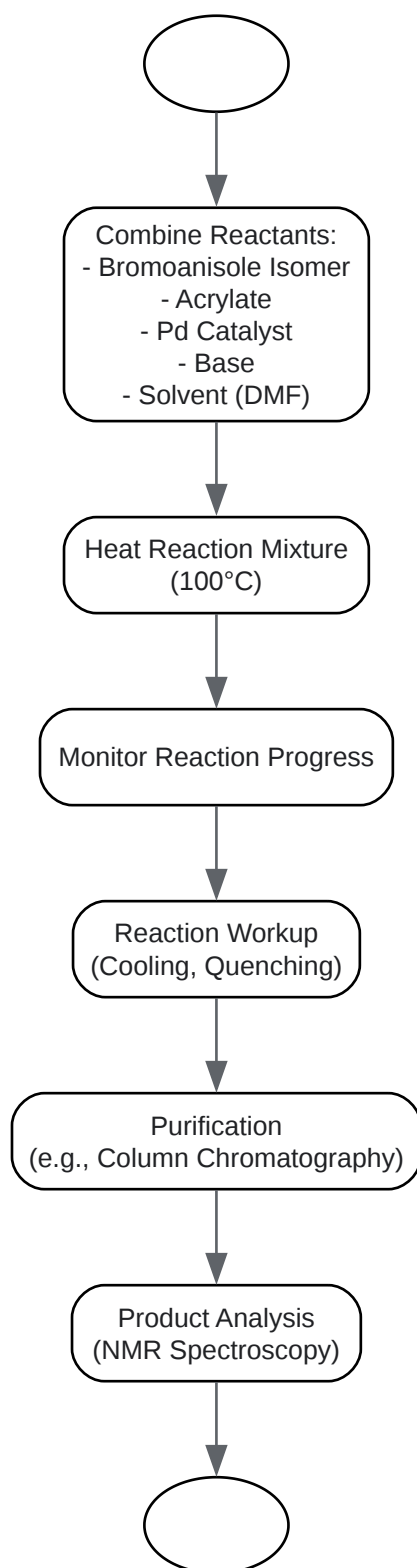 Combine Reactants:
- Bromoanisole Isomer
- Acrylate
- Pd Catalyst
- Base
- Solvent (DMF)
Heat Reaction Mixture
(100°C)
Monitor Reaction Progress
Reaction Workup
(Cooling, Quenching)
Purification
(e.g., Column Chromatography)
Product Analysis
(NMR Spectroscopy)